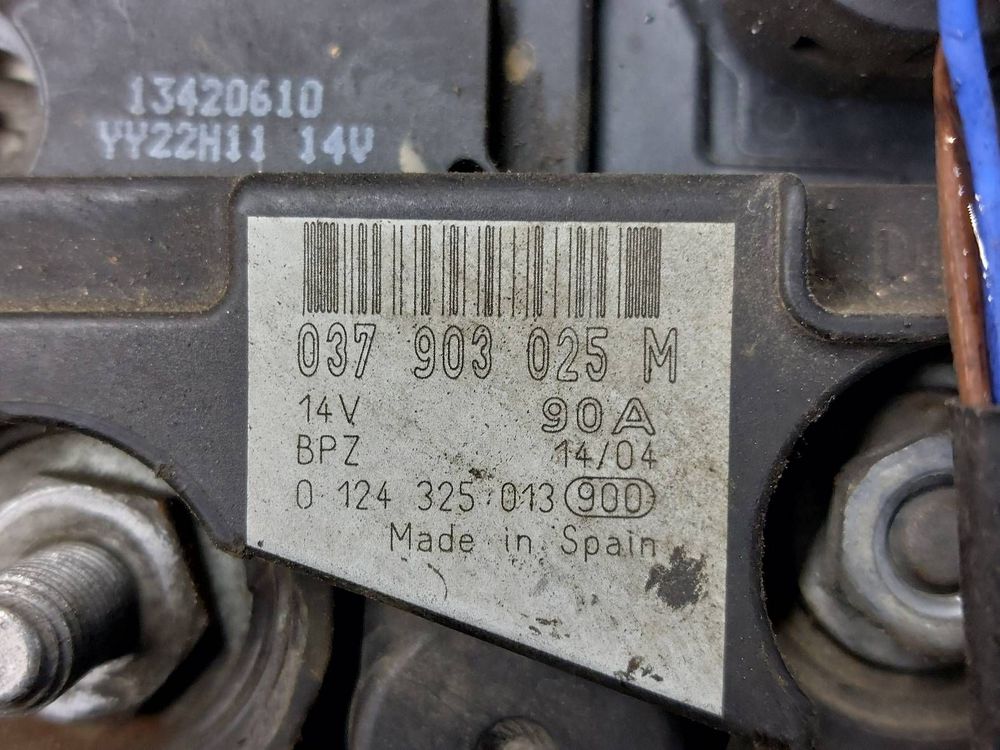 13420610
YY22H11 14V
037 903 025 M
14V 90A
BPZ 14/04
0 124 325 013 900
Made in Spain